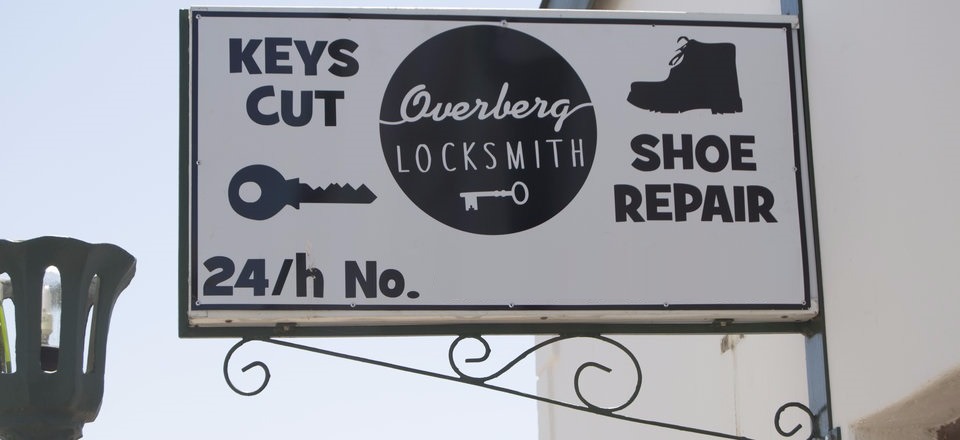 KEYS
CUT
Overberg
LOCKSMITH
SHOE
REPAIR
24/h No.